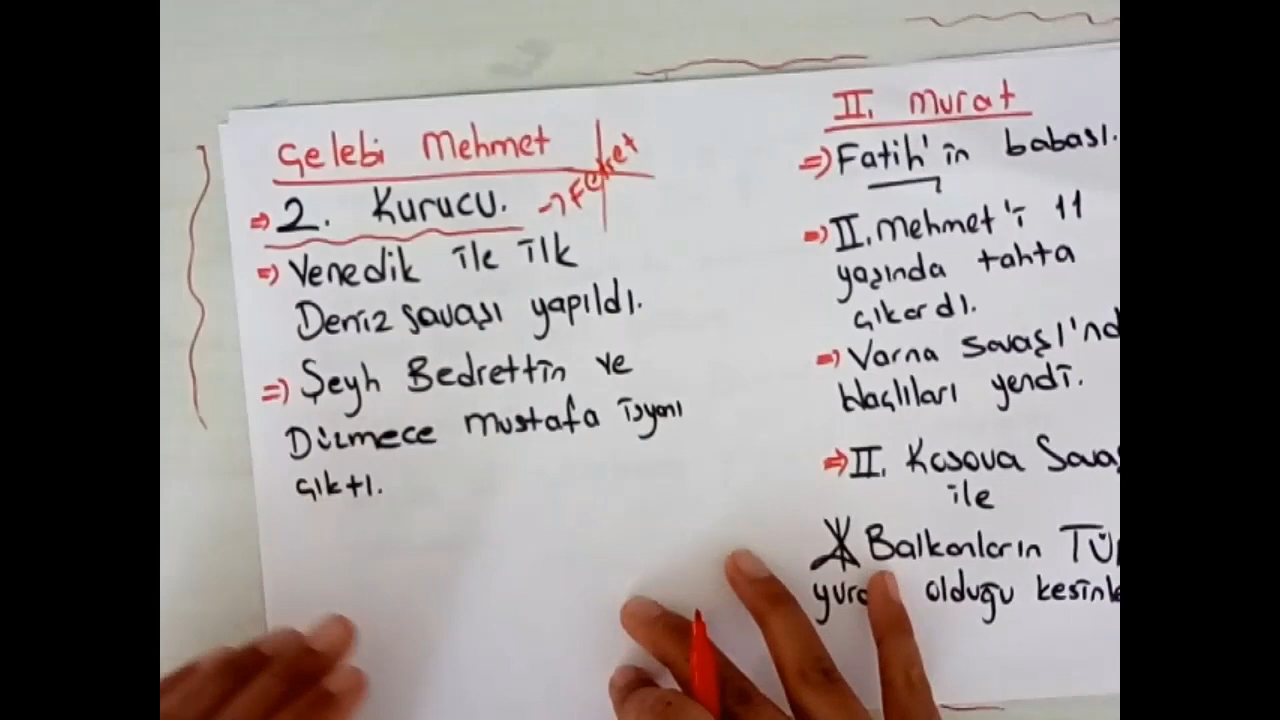 Çelebi Mehmet
2. Kurucu. → Fetret
⇒ Venedik ile ilk
Deniz savaşı yapıldı.
⇒ Şeyh Bedrettin ve
Düzmece Mustafa isyanı
çıktı.
II. Murat
⇒ Fatih'in babası.
⇒ II. Mehmet'i 11
yaşında tahta
çıkardı.
⇒ Varna Savaşı'nd
Haçlıları yendi.
⇒ II. Kosova Savaş
ile
Balkanların TÜ
olduğu kesinle